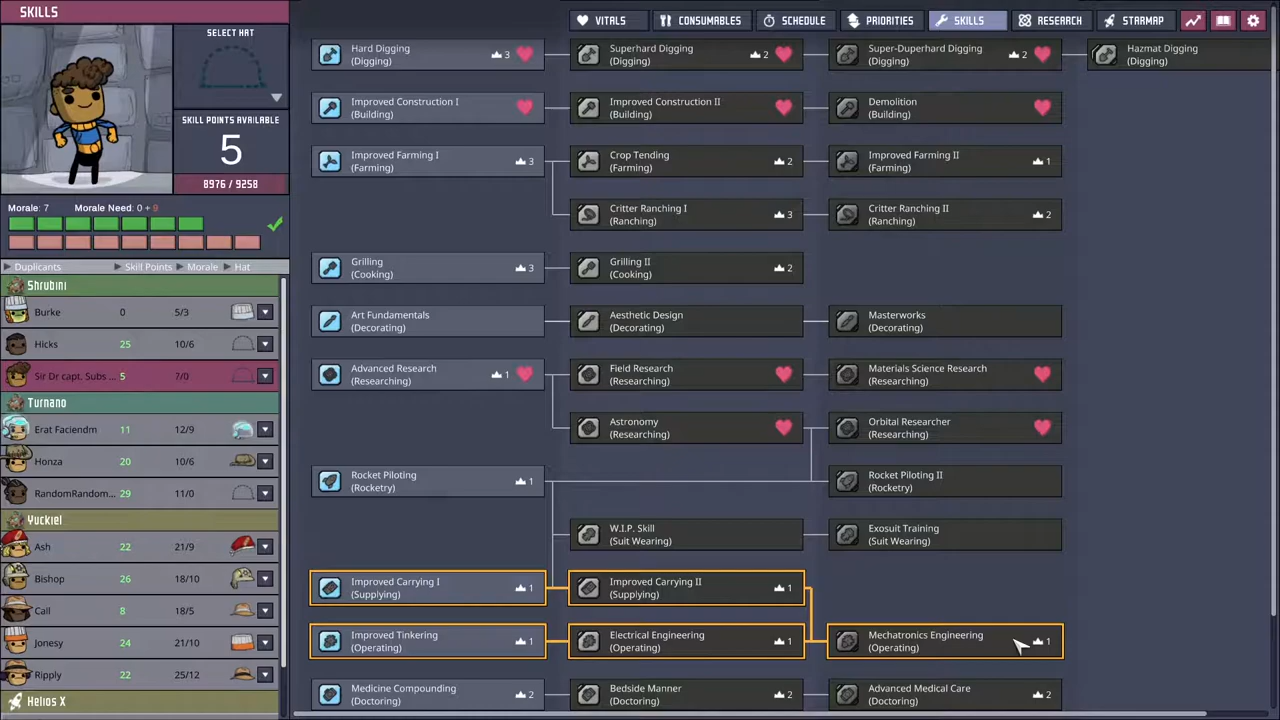 SKILLS
VITALS
CONSUMABLES
SCHEDULE
PRIORITIES
SKILLS
RESEARCH
STARMAP
SELECT HAT
SKILL POINTS AVAILABLE
5
8976 / 9258
Morale: 7 Morale Need: 0 + 9
Duplicants Skill Points Morale Hat
Shrubini
Burke 0 5/3
Hicks 25 10/6
Sir Dr capt. Subs ... 5 7/0
Turnano
Erat Faciendm 11 12/9
Honza 20 10/6
RandomRandom... 29 11/0
Yuckiel
Ash 22 21/9
Bishop 26 18/10
Call 8 18/5
Jonesy 24 21/10
Ripply 22 25/12
Helios X
Hard Digging
(Digging)
3
Superhard Digging
(Digging)
2
Super-Duperhard Digging
(Digging)
2
Hazmat Digging
(Digging)
Improved Construction I
(Building)
Improved Construction II
(Building)
Demolition
(Building)
Improved Farming I
(Farming)
3
Crop Tending
(Farming)
2
Improved Farming II
(Farming)
1
Critter Ranching I
(Ranching)
3
Critter Ranching II
(Ranching)
2
Grilling
(Cooking)
3
Grilling II
(Cooking)
2
Art Fundamentals
(Decorating)
Aesthetic Design
(Decorating)
Masterworks
(Decorating)
Advanced Research
(Researching)
1
Field Research
(Researching)
Materials Science Research
(Researching)
Astronomy
(Researching)
Orbital Researcher
(Researching)
Rocket Piloting
(Rocketry)
1
Rocket Piloting II
(Rocketry)
W.I.P. Skill
(Suit Wearing)
Exosuit Training
(Suit Wearing)
Improved Carrying I
(Supplying)
1
Improved Carrying II
(Supplying)
1
Improved Tinkering
(Operating)
1
Electrical Engineering
(Operating)
1
Mechatronics Engineering
(Operating)
1
Medicine Compounding
(Doctoring)
2
Bedside Manner
(Doctoring)
2
Advanced Medical Care
(Doctoring)
2